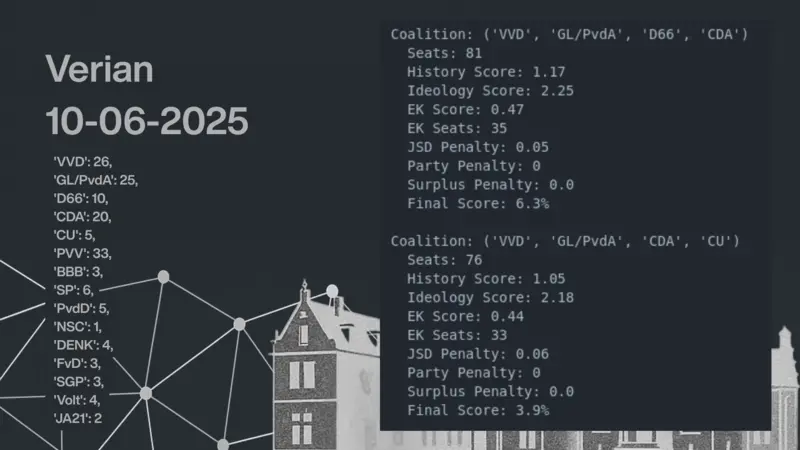 Verian
10-06-2025
'VVD': 26,
'GL/PvdA': 25,
'D66': 10,
'CDA': 20,
'CU': 5,
'PVV': 33,
'BBB': 3,
'SP': 6,
'PvdD': 5,
'NSC': 1,
'DENK': 4,
'FvD': 3,
'SGP': 3,
'Volt': 4,
'JA21': 2
Coalition: ('VVD', 'GL/PvdA', 'D66', 'CDA')
Seats: 81
History Score: 1.17
Ideology Score: 2.25
EK Score: 0.47
EK Seats: 35
JSD Penalty: 0.05
Party Penalty: 0
Surplus Penalty: 0.0
Final Score: 6.3%
Coalition: ('VVD', 'GL/PvdA', 'CDA', 'CU')
Seats: 76
History Score: 1.05
Ideology Score: 2.18
EK Score: 0.44
EK Seats: 33
JSD Penalty: 0.06
Party Penalty: 0
Surplus Penalty: 0.0
Final Score: 3.9%